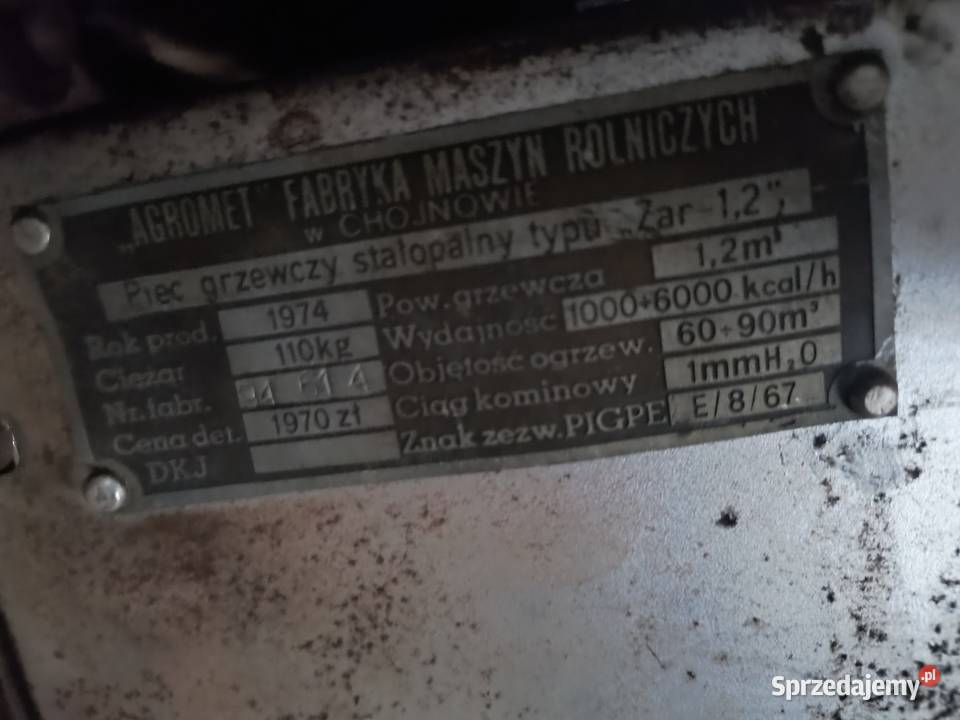 „AGROMET” FABRYKA MASZYN ROLNICZYCH
w CHOJNOWIE
Piec grzewczy stałopalny typu „Żar-1,2”;
Rok prod. 1974
Ciężar 110kg
Nr. fabr.
Cena det. 1970 zł
DKJ
Pow. grzewcza 1,2m²
Wydajność 1000÷6000 kcal/h
Objętość ogrzew. 60÷90m³
Ciąg kominowy 1mmH₂O
Znak zezw. PIGPE E/8/67
Sprzedajemy.pl